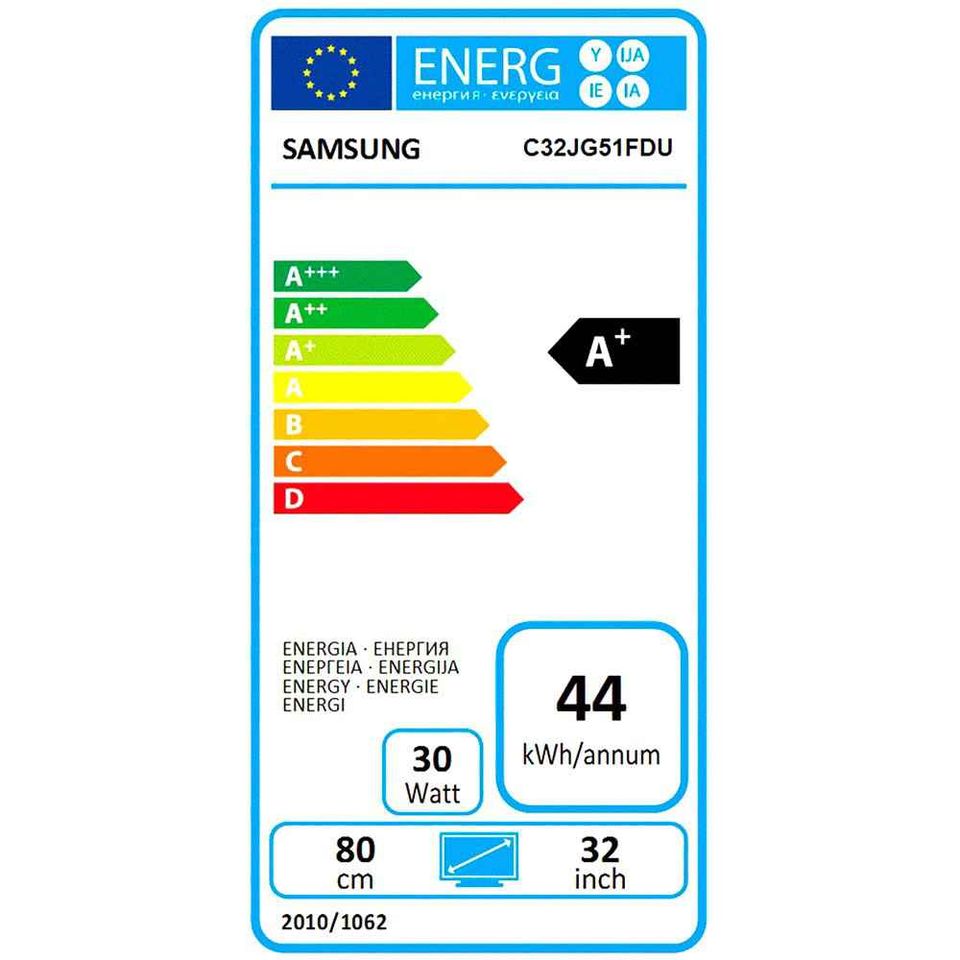 ENERG Y IJA
енергия · ενεργεια IE IA
SAMSUNG C32JG51FDU
A+++
A++
A+
A
B
C
D
A+
ENERGIA · ЕНЕРГИЯ
ΕΝΕΡΓΕΙΑ · ENERGIJA
ENERGY · ENERGIE
ENERGI
44
kWh/annum
30
Watt
80
cm
32
inch
2010/1062